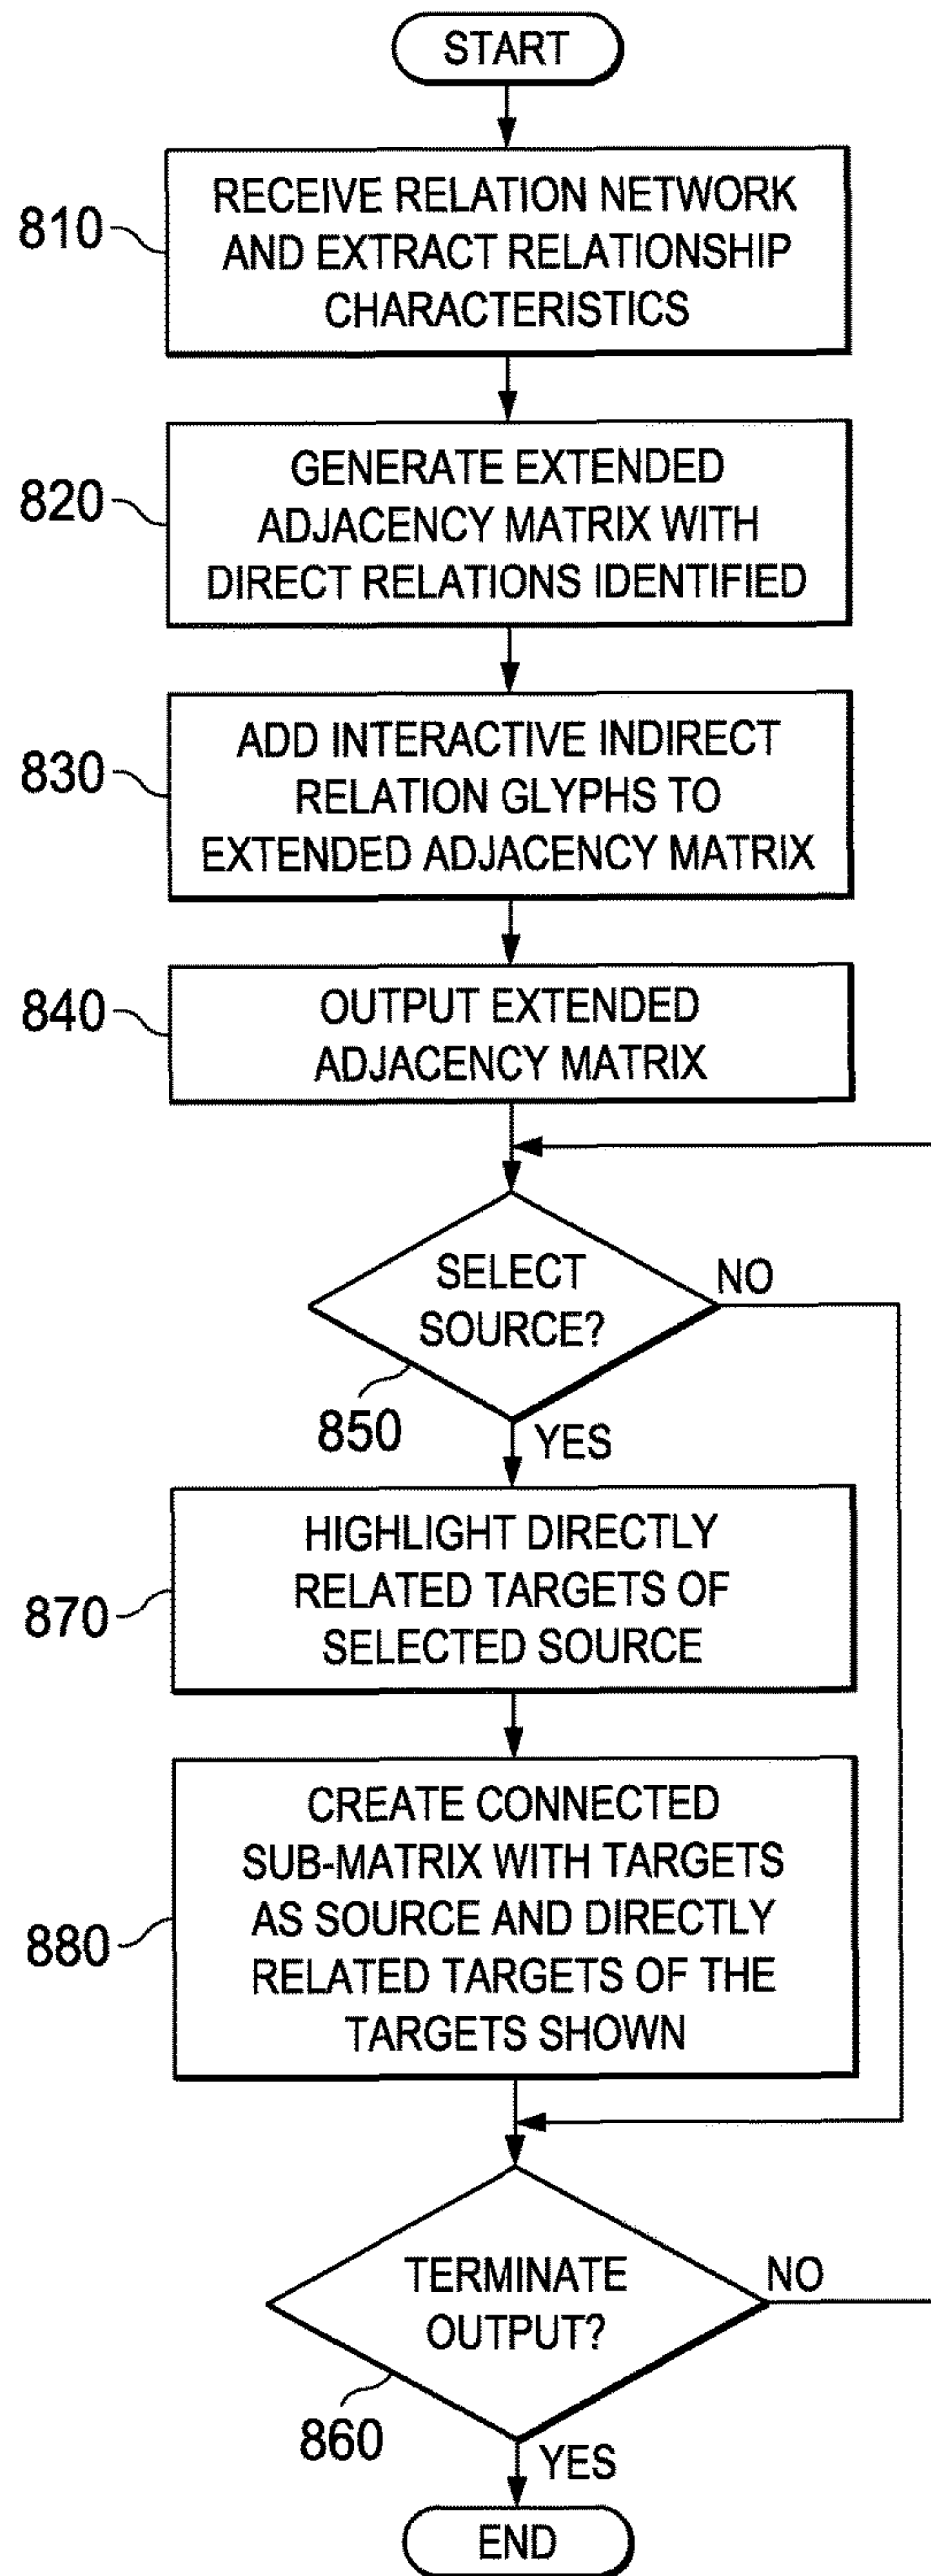 START
810
RECEIVE RELATION NETWORK
AND EXTRACT RELATIONSHIP
CHARACTERISTICS
820
GENERATE EXTENDED
ADJACENCY MATRIX WITH
DIRECT RELATIONS IDENTIFIED
830
ADD INTERACTIVE INDIRECT
RELATION GLYPHS TO
EXTENDED ADJACENCY MATRIX
840
OUTPUT EXTENDED
ADJACENCY MATRIX
SELECT
SOURCE?
NO
850
YES
870
HIGHLIGHT DIRECTLY
RELATED TARGETS OF
SELECTED SOURCE
880
CREATE CONNECTED
SUB-MATRIX WITH TARGETS
AS SOURCE AND DIRECTLY
RELATED TARGETS OF THE
TARGETS SHOWN
TERMINATE
OUTPUT?
NO
860
YES
END